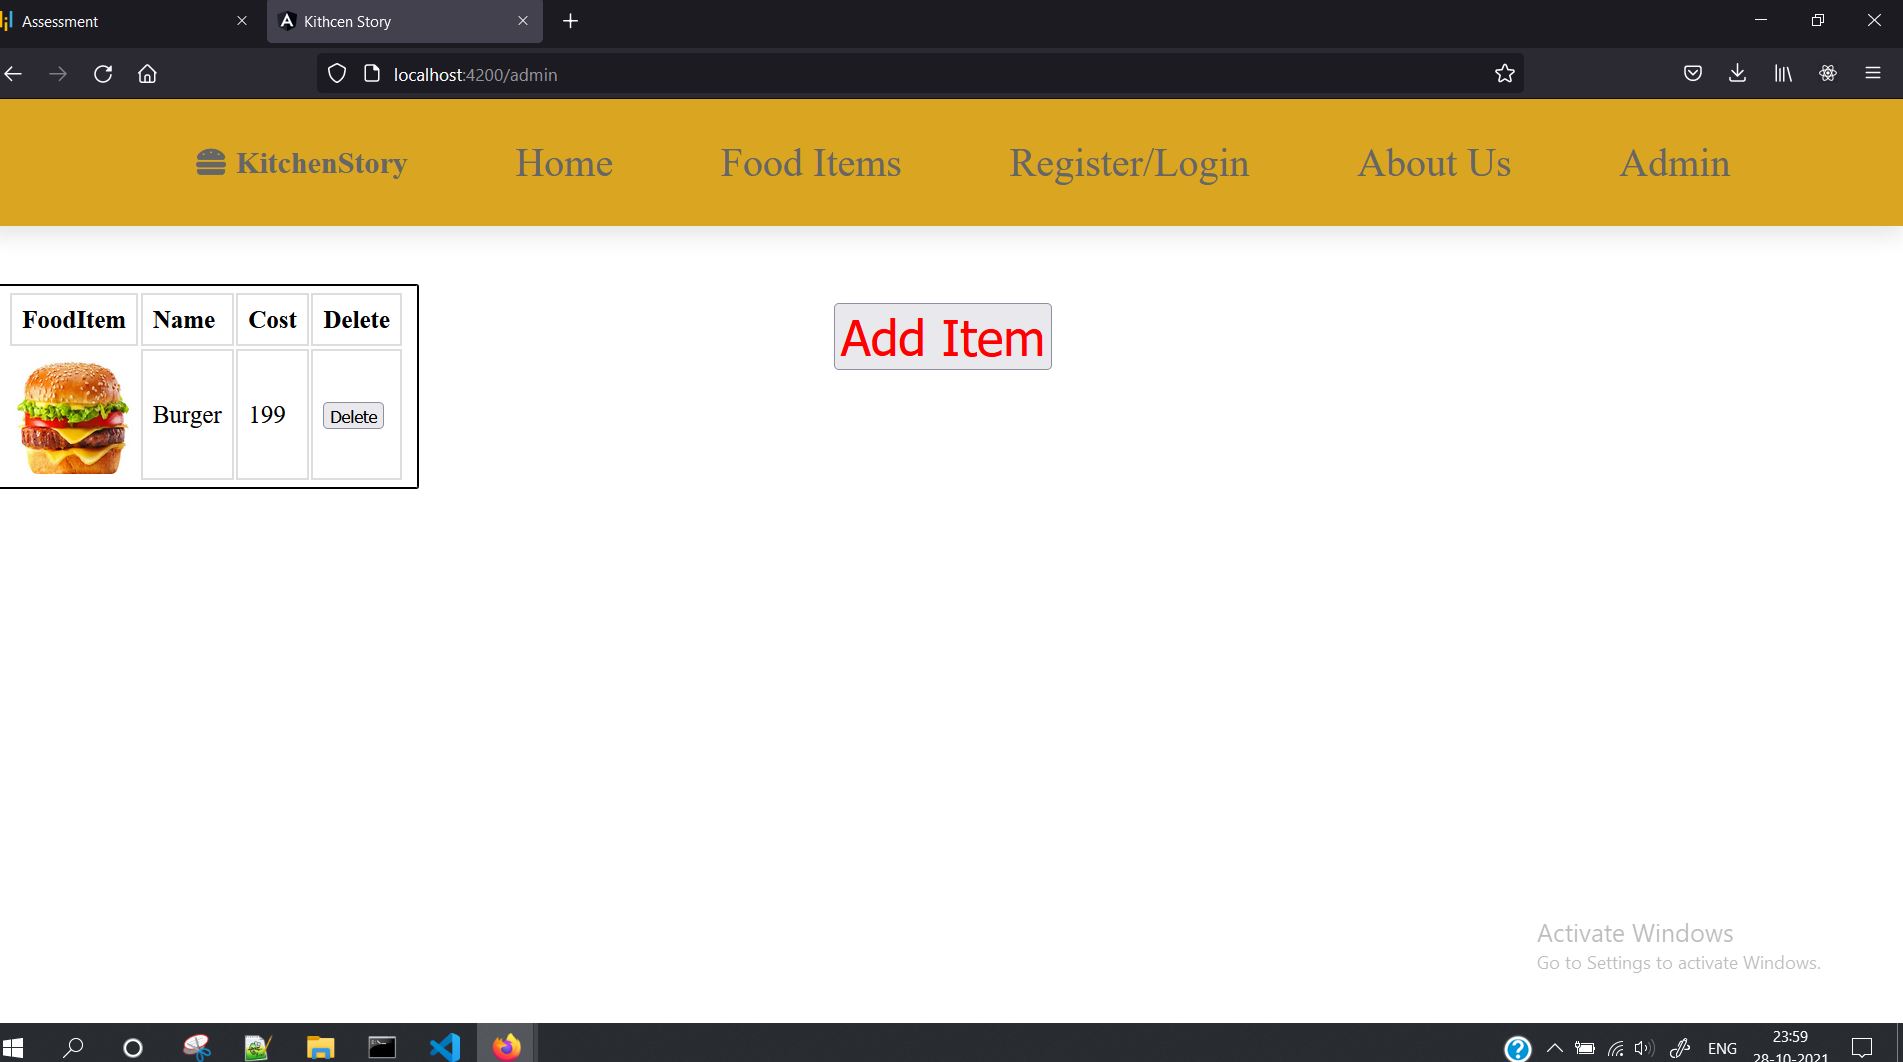 Assessment
Kithcen Story
localhost:4200/admin
KitchenStory Home Food Items Register/Login About Us Admin
FoodItem Name Cost Delete
Add Item
Burger 199 Delete
Activate Windows
Go to Settings to activate Windows.
23:59
ENG
28-10-2021